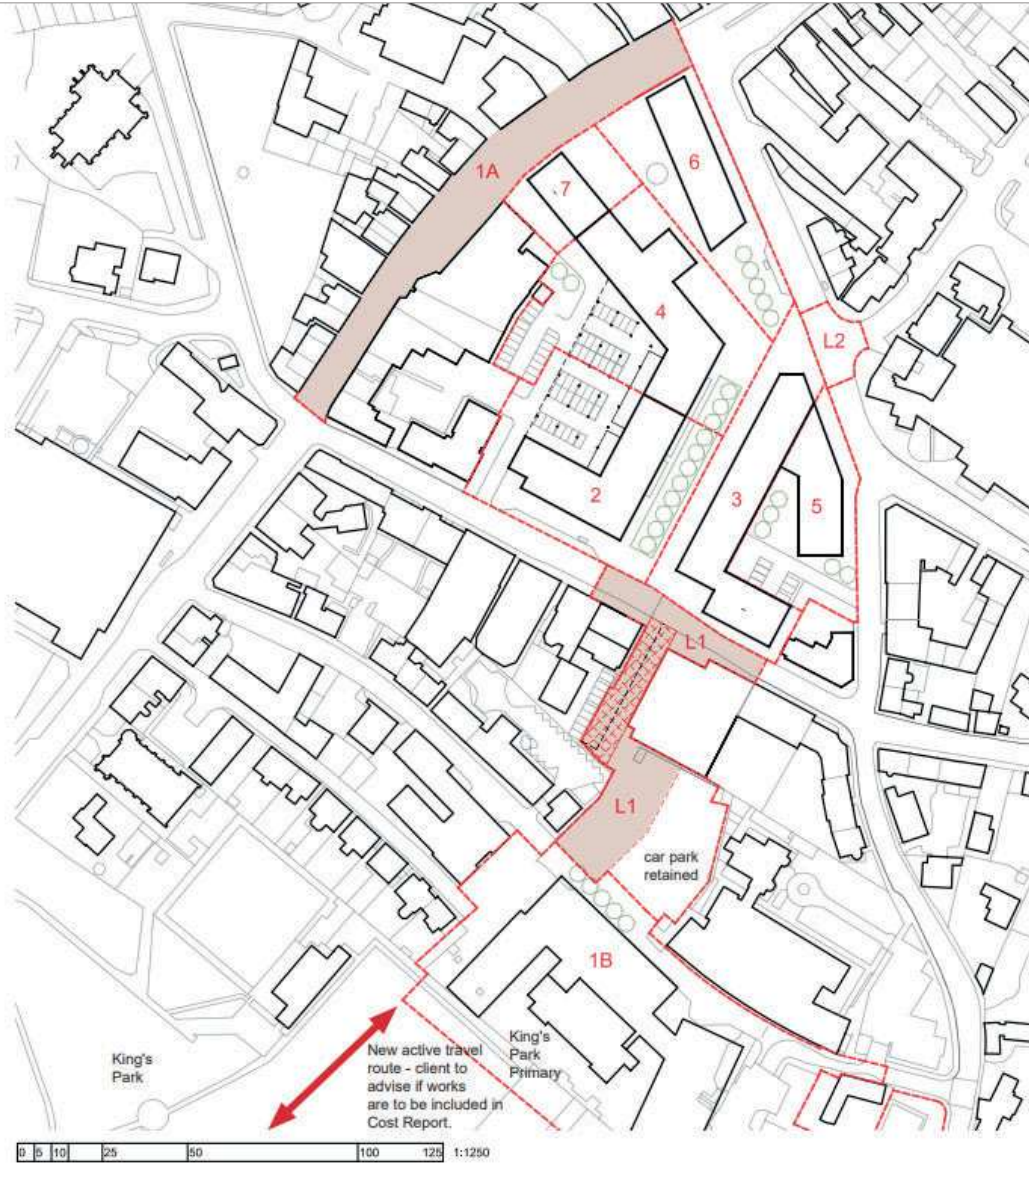 1A
6
7
4
L2
3
5
2
L1
L1
car park
retained
1B
King's
Park
Primary
New active travel
route - client to
advise if works
are to be included in
Cost Report.
King's
Park
0 5 10 25 50 100 125 1:1250